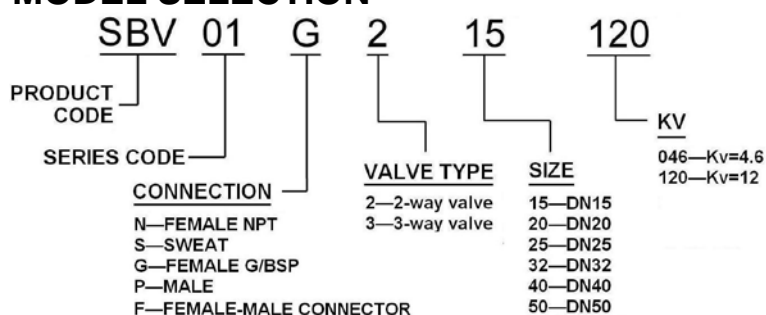 MODEL SELECTION
SBV 01 G 2 15 120
PRODUCT
CODE
SERIES CODE
CONNECTION
N—FEMALE NPT
S—SWEAT
G—FEMALE G/BSP
P—MALE
F—FEMALE-MALE CONNECTOR
VALVE TYPE
2—2-way valve
3—3-way valve
SIZE
15—DN15
20—DN20
25—DN25
32—DN32
40—DN40
50—DN50
KV
046—Kv=4.6
120—Kv=12